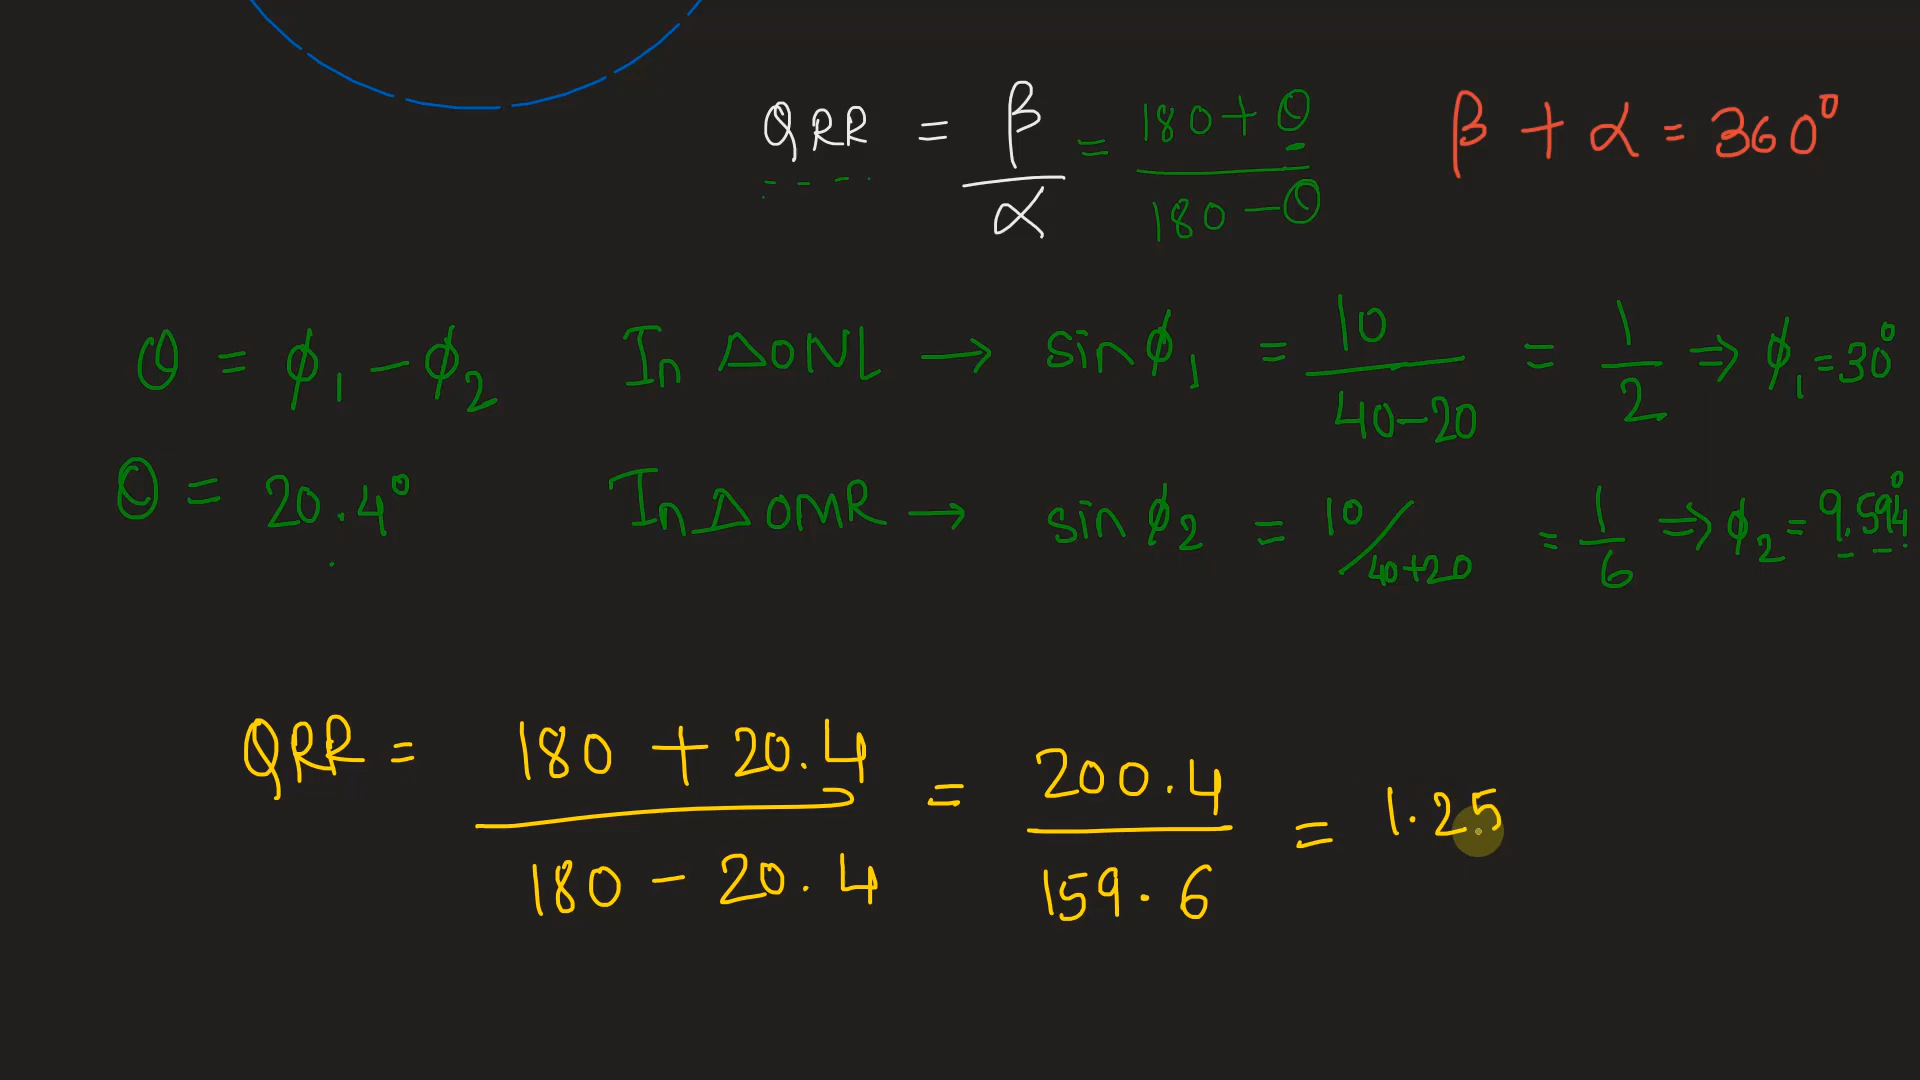 QRR = β/α = (180+θ)/(180-θ)   β + α = 360°
θ = ϕ₁ - ϕ₂   In ΔONL → sin ϕ₁ = 10/(40-20) = 1/2 ⇒ ϕ₁ = 30°
θ = 20.4°   In ΔOMR → sin ϕ₂ = 10/(40+20) = 1/6 ⇒ ϕ₂ = 9.594°
QRR = (180 + 20.4)/(180 - 20.4) = 200.4/159.6 = 1.25